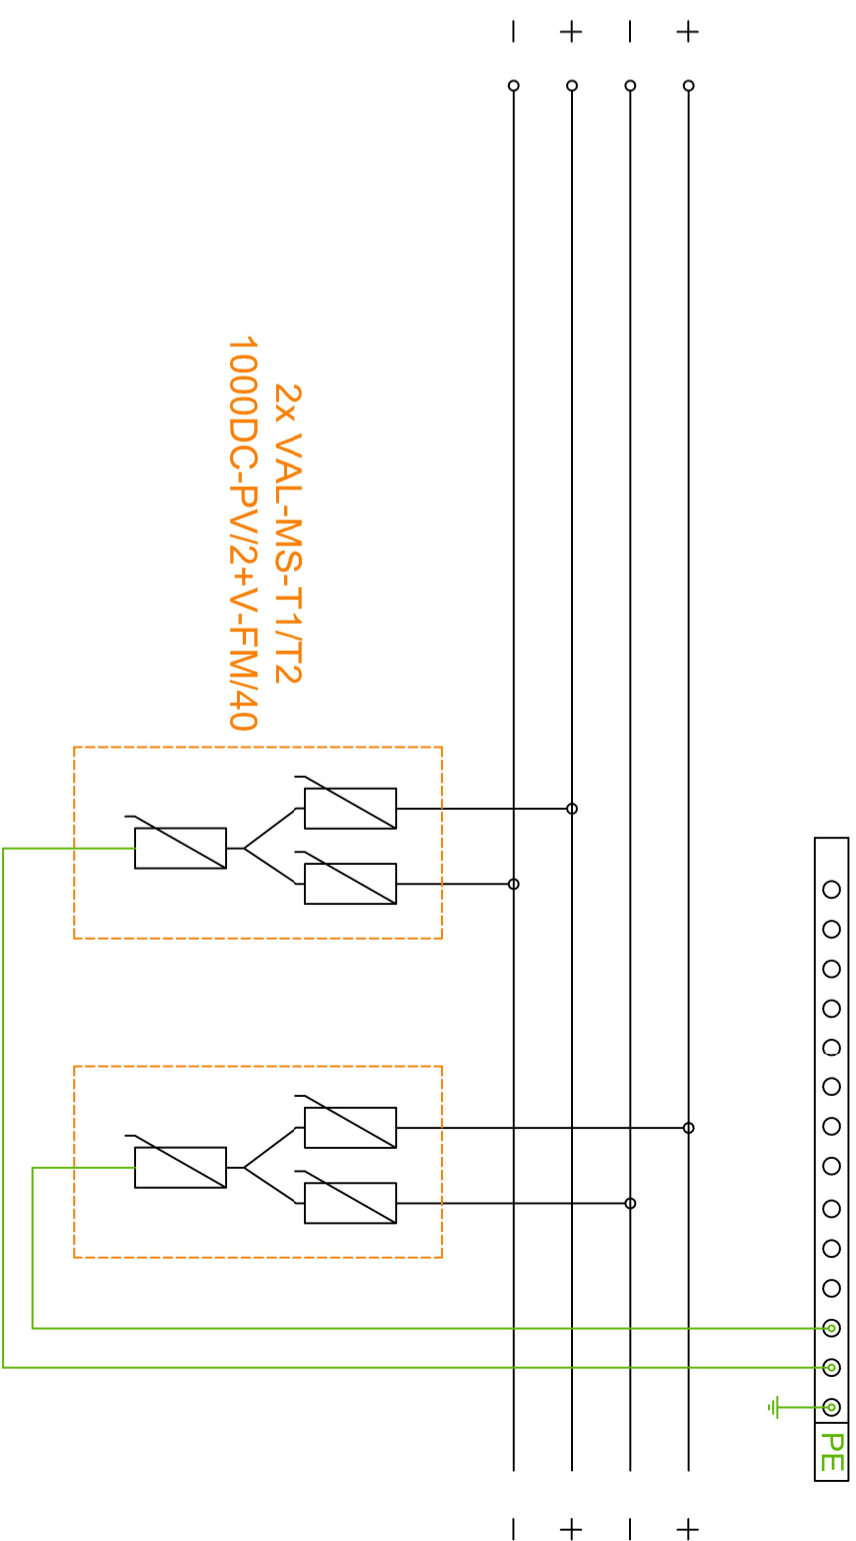 +
-
+
-
2x VAL-MS-T1/T2
1000DC-PV/2+V-FM/40
PE
+
-
+
-